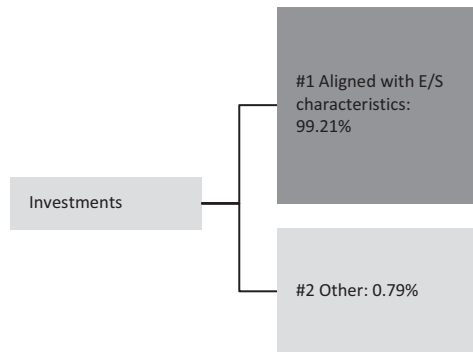 #1 Aligned with E/S
characteristics:
99.21%
Investments
#2 Other: 0.79%